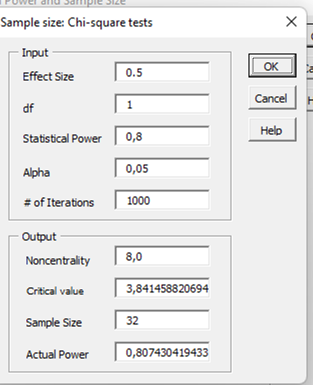 Power and Sample Size
Sample size: Chi-square tests
Input
Effect Size 0.5
OK
df 1
Cancel
Statistical Power 0,8
Help
Alpha 0,05
# of Iterations 1000
Output
Noncentrality 8,0
Critical value 3,841458820694
Sample Size 32
Actual Power 0,807430419433